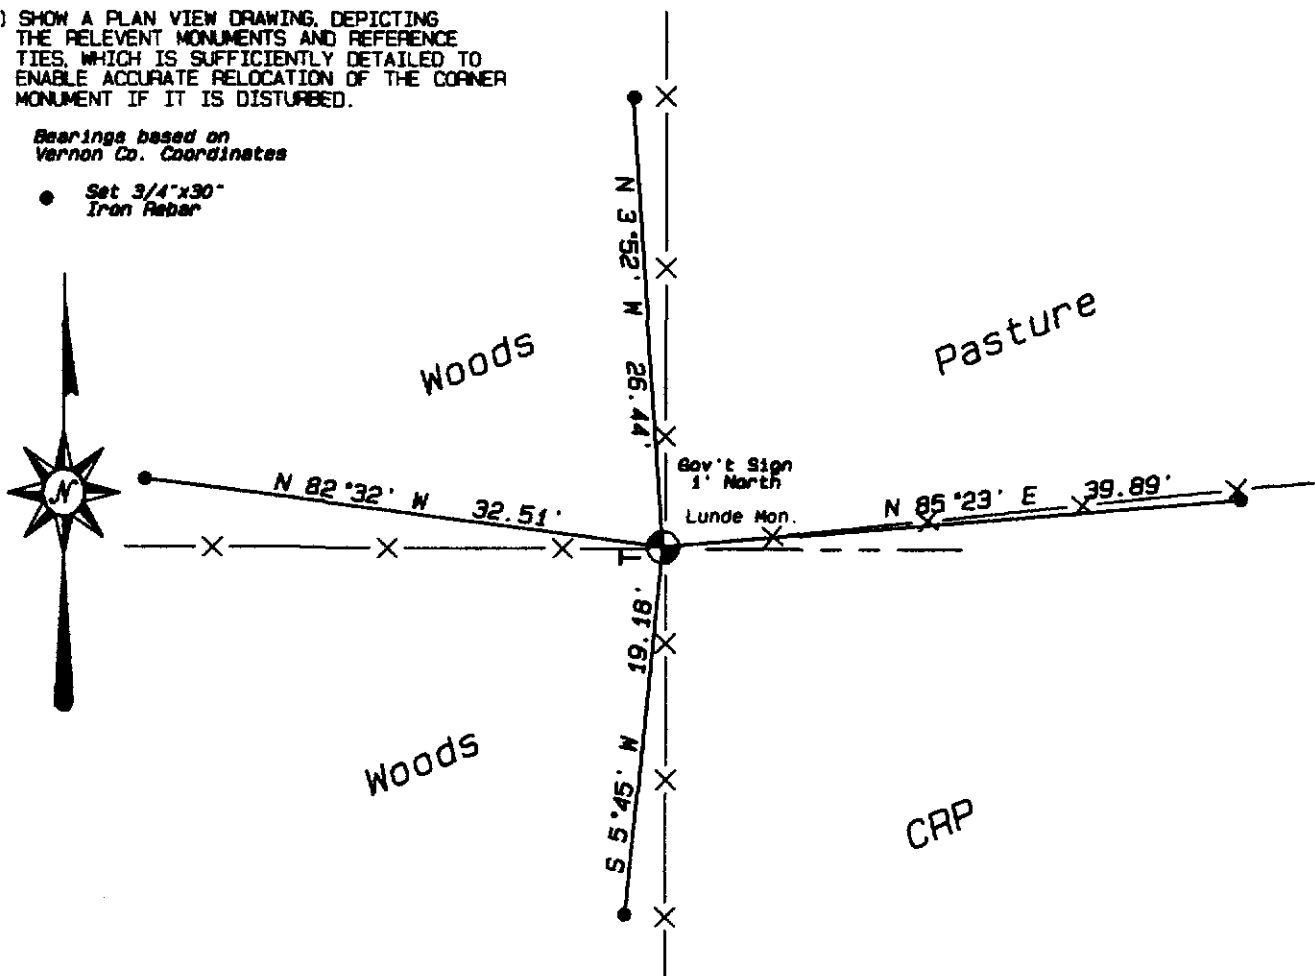 ) SHOW A PLAN VIEW DRAWING, DEPICTING
THE RELEVENT MONUMENTS AND REFERENCE
TIES, WHICH IS SUFFICIENTLY DETAILED TO
ENABLE ACCURATE RELOCATION OF THE CORNER
MONUMENT IF IT IS DISTURBED.
Bearings based on
Vernon Co. Coordinates
Set 3/4"x30"
Iron Rebar
N 3°52' W 26.44'
Woods
Pasture
N
N 82°32' W 32.51'
Gov't Sign
1' North
Lunde Mon.
N 85°23' E 39.89'
T
S 5°45' W 19.18'
Woods
CRP